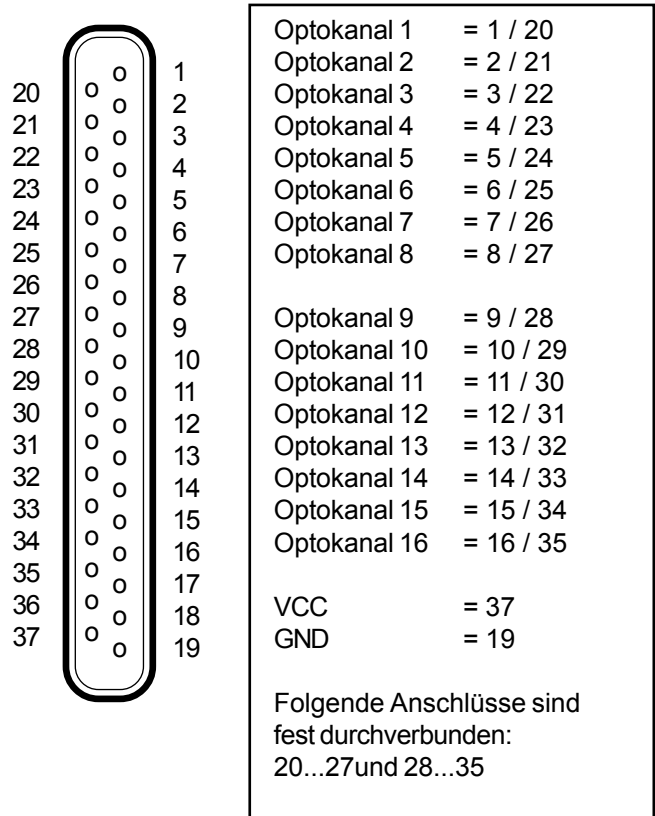 1
2
3
4
5
6
7
8
9
10
11
12
13
14
15
16
17
18
19
20
21
22
23
24
25
26
27
28
29
30
31
32
33
34
35
36
37
Optokanal 1 = 1 / 20
Optokanal 2 = 2 / 21
Optokanal 3 = 3 / 22
Optokanal 4 = 4 / 23
Optokanal 5 = 5 / 24
Optokanal 6 = 6 / 25
Optokanal 7 = 7 / 26
Optokanal 8 = 8 / 27
Optokanal 9 = 9 / 28
Optokanal 10 = 10 / 29
Optokanal 11 = 11 / 30
Optokanal 12 = 12 / 31
Optokanal 13 = 13 / 32
Optokanal 14 = 14 / 33
Optokanal 15 = 15 / 34
Optokanal 16 = 16 / 35
VCC = 37
GND = 19
Folgende Anschlüsse sind
fest durchverbunden:
20...27und 28...35